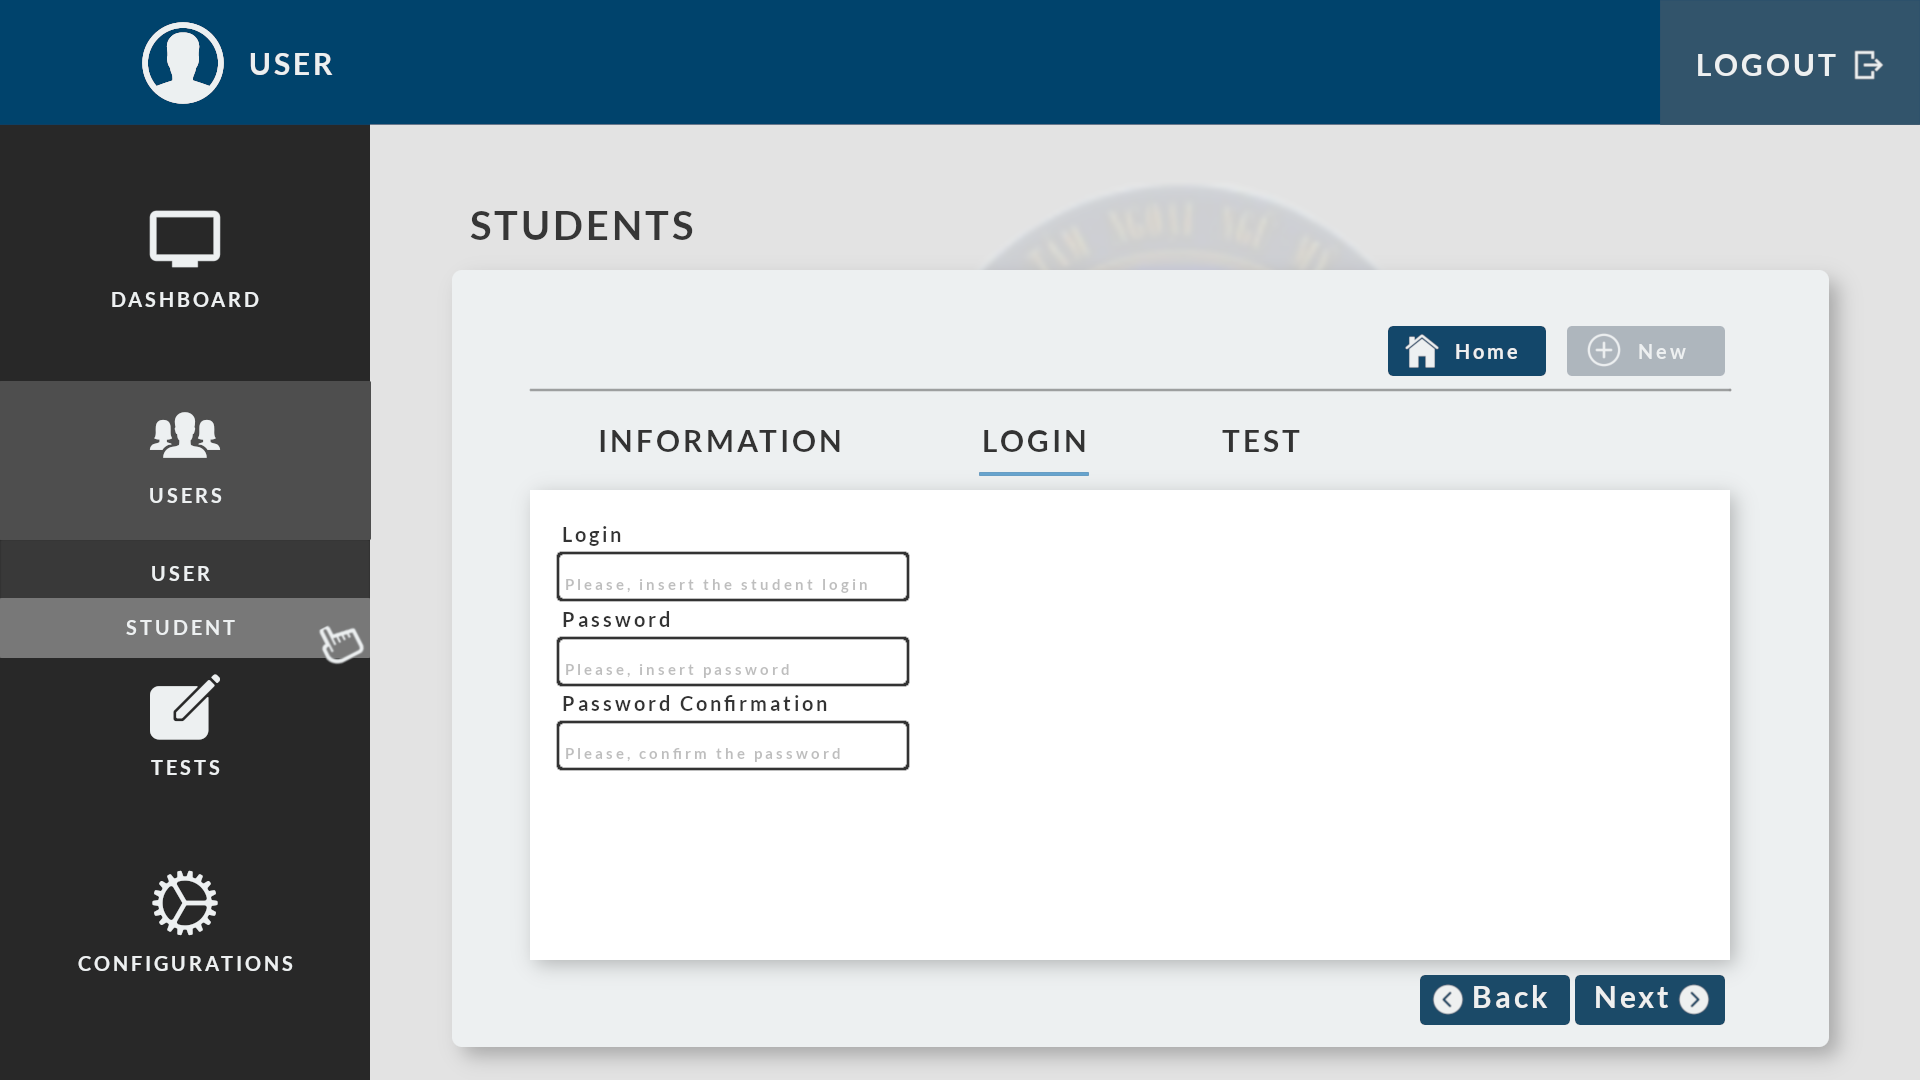 USER
LOGOUT
DASHBOARD
USERS
USER
STUDENT
TESTS
CONFIGURATIONS
STUDENTS
Home
New
INFORMATION
LOGIN
TEST
Login
Please, insert the student login
Password
Please, insert password
Password Confirmation
Please, confirm the password
Back
Next